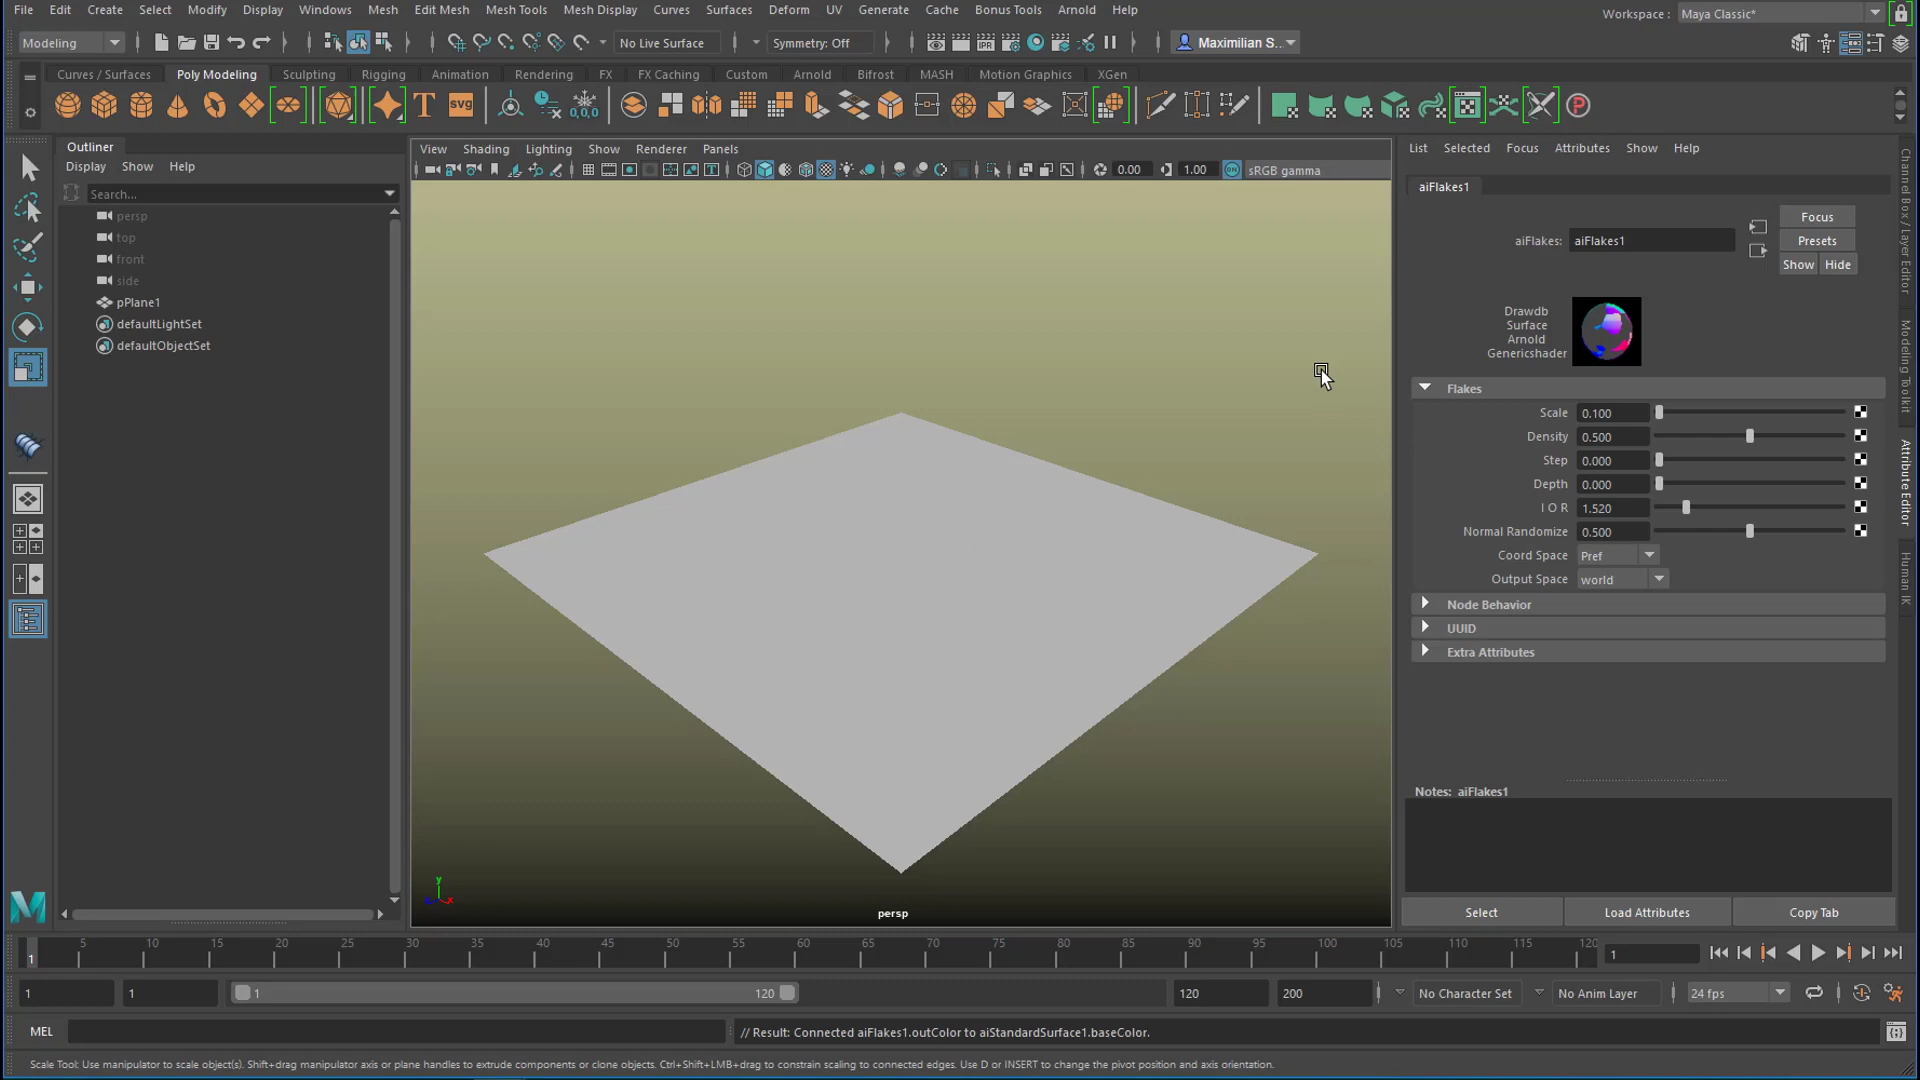 File Edit Create Select Modify Display Windows Mesh Edit Mesh Mesh Tools Mesh Display Curves Surfaces Deform UV Generate Cache Bonus Tools Arnold Help
Workspace : Maya Classic*
Modeling No Live Surface Symmetry: Off IPR Maximilian S...
Curves / Surfaces Poly Modeling Sculpting Rigging Animation Rendering FX FX Caching Custom Arnold Bifrost MASH Motion Graphics XGen
T svg 0,0,0 P
Outliner
Display Show Help
Search...
persp
top
front
side
pPlane1
defaultLightSet
defaultObjectSet
View Shading Lighting Show Renderer Panels
0.00 1.00 ON sRGB gamma
y
x
persp
List Selected Focus Attributes Show Help
aiFlakes1
aiFlakes: aiFlakes1
Focus
Presets
Show Hide
Drawdb
Surface
Arnold
Genericshader
Flakes
Scale 0.100
Density 0.500
Step 0.000
Depth 0.000
I O R 1.520
Normal Randomize 0.500
Coord Space Pref
Output Space world
Node Behavior
UUID
Extra Attributes
Notes: aiFlakes1
Select Load Attributes Copy Tab
Channel Box / Layer Editor
Modeling Toolkit
Attribute Editor
Human IK
1 5 10 15 20 25 30 35 40 45 50 55 60 65 70 75 80 85 90 95 100 105 110 115 120 1
1 1 1 120 120 200 No Character Set No Anim Layer 24 fps
MEL // Result: Connected aiFlakes1.outColor to aiStandardSurface1.baseColor.
Scale Tool: Use manipulator to scale object(s). Shift+drag manipulator axis or plane handles to extrude components or clone objects. Ctrl+Shift+LMB+drag to constrain scaling to connected edges. Use D or INSERT to change the pivot position and axis orientation.